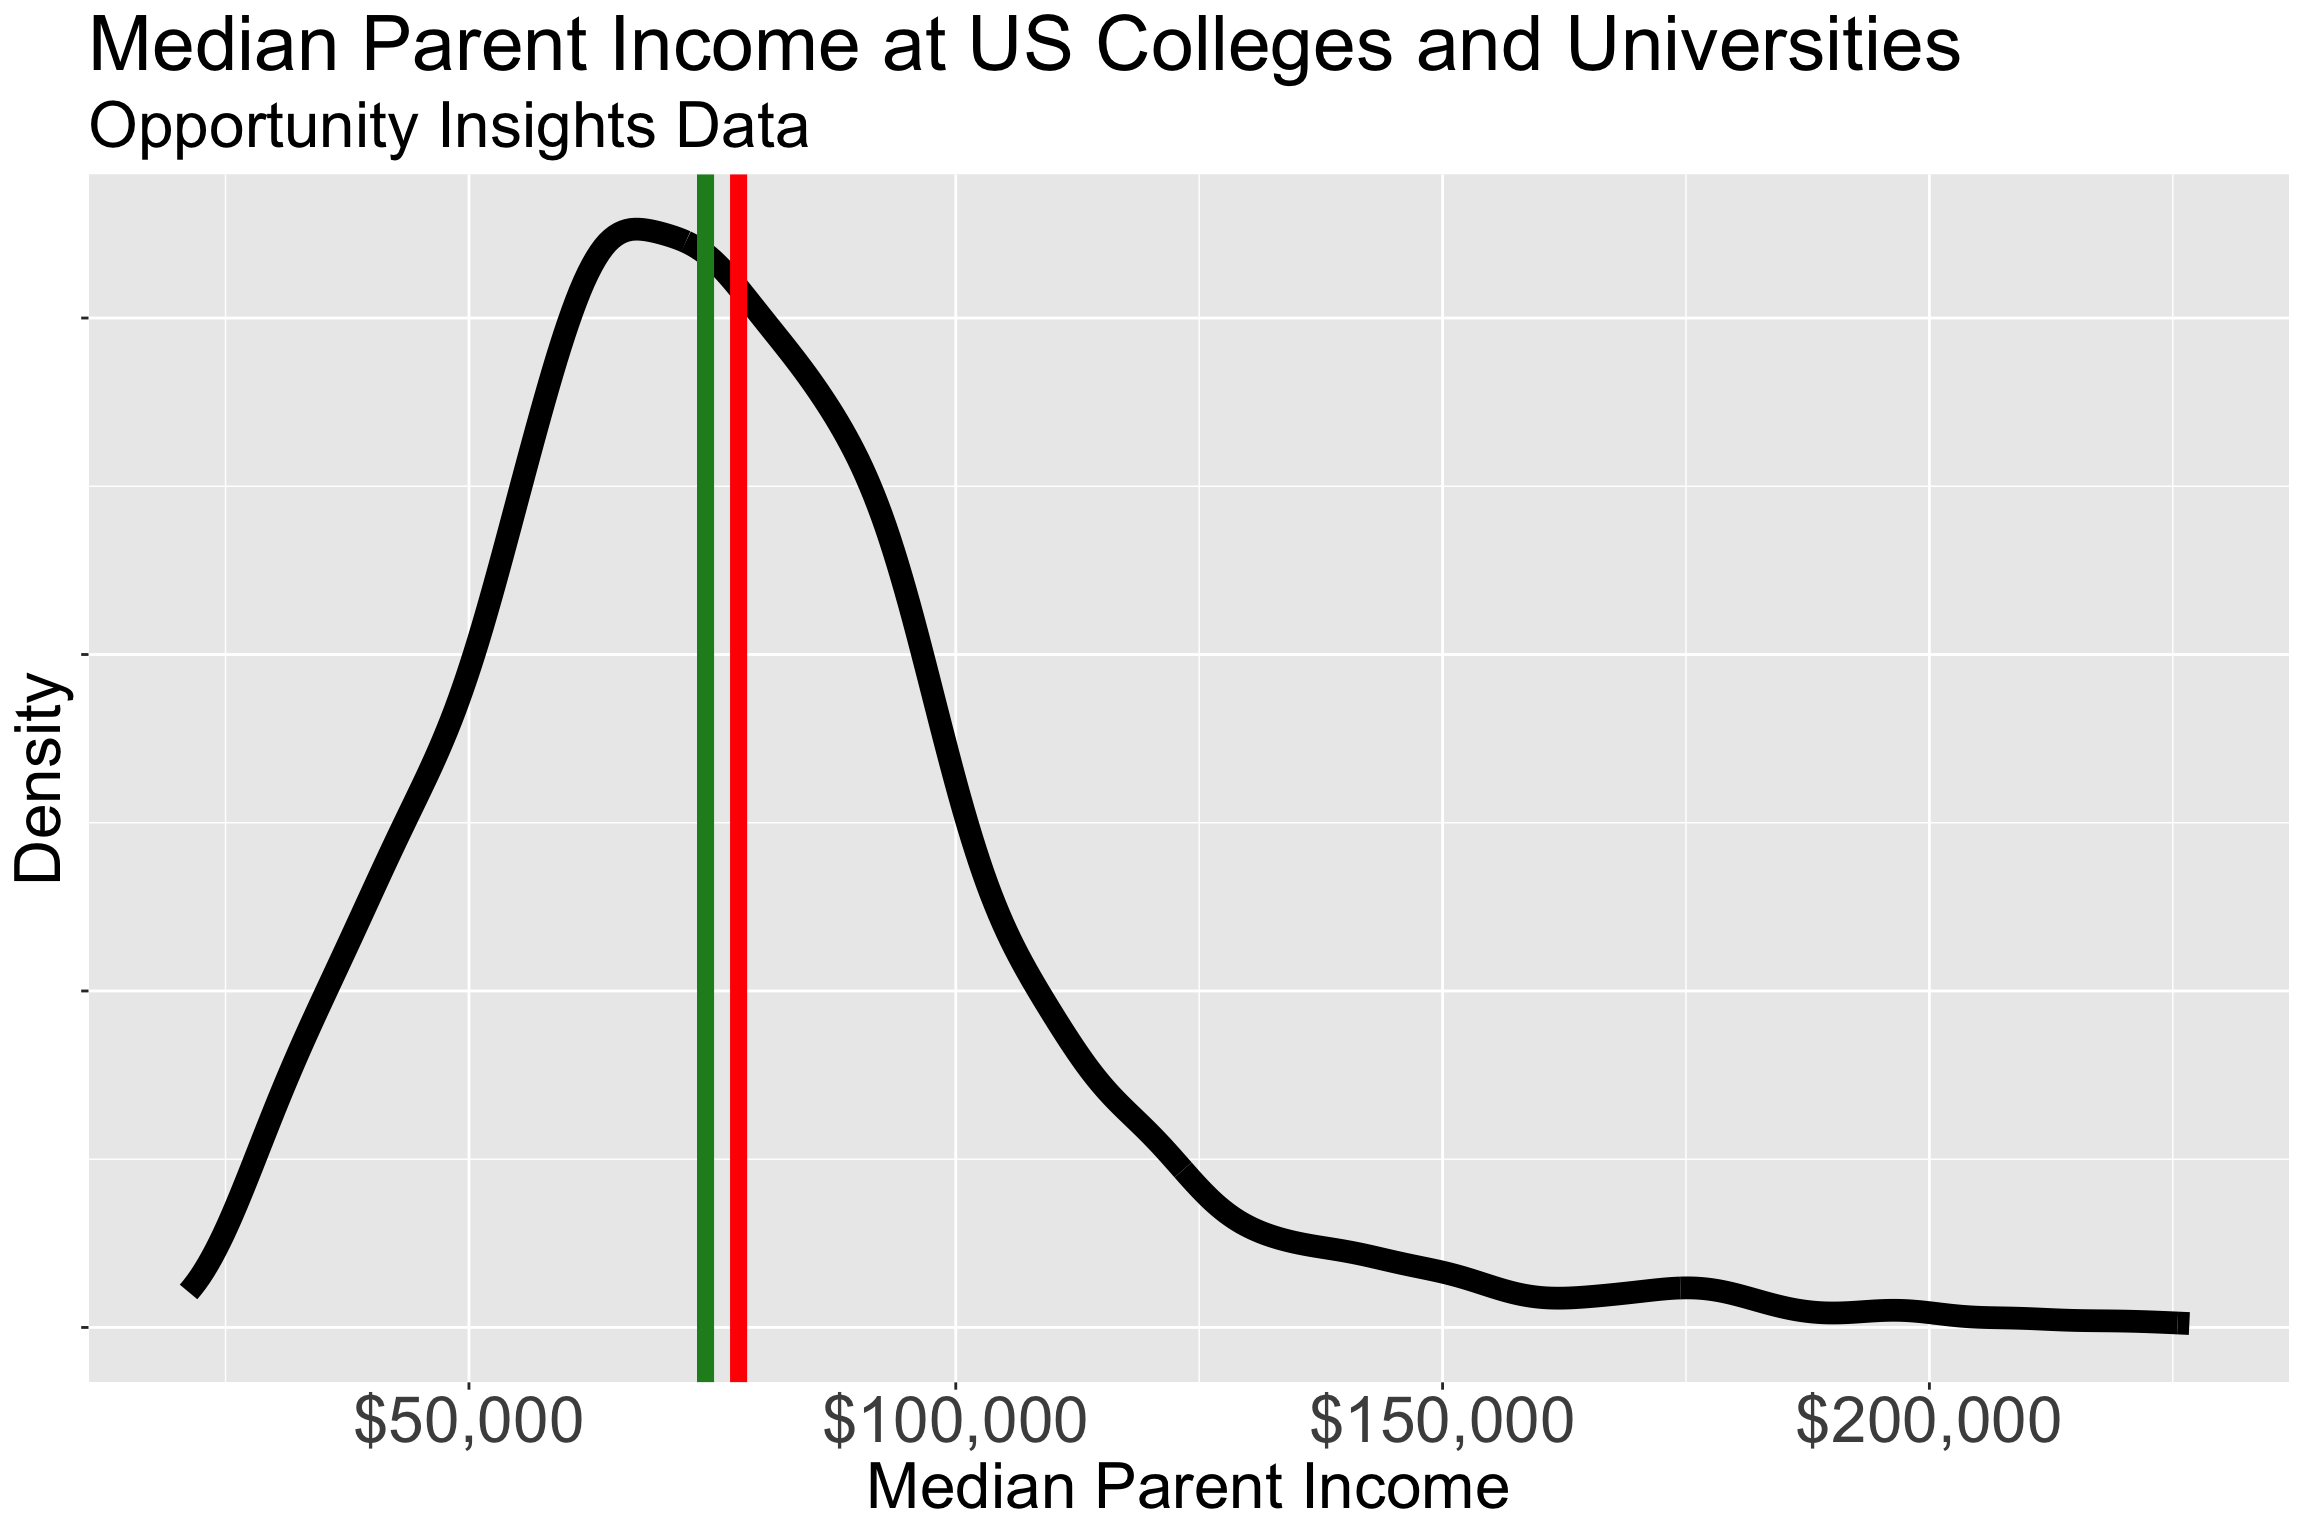 Median Parent Income at US Colleges and Universities
Opportunity Insights Data
Density
$50,000 $100,000 $150,000 $200,000
Median Parent Income